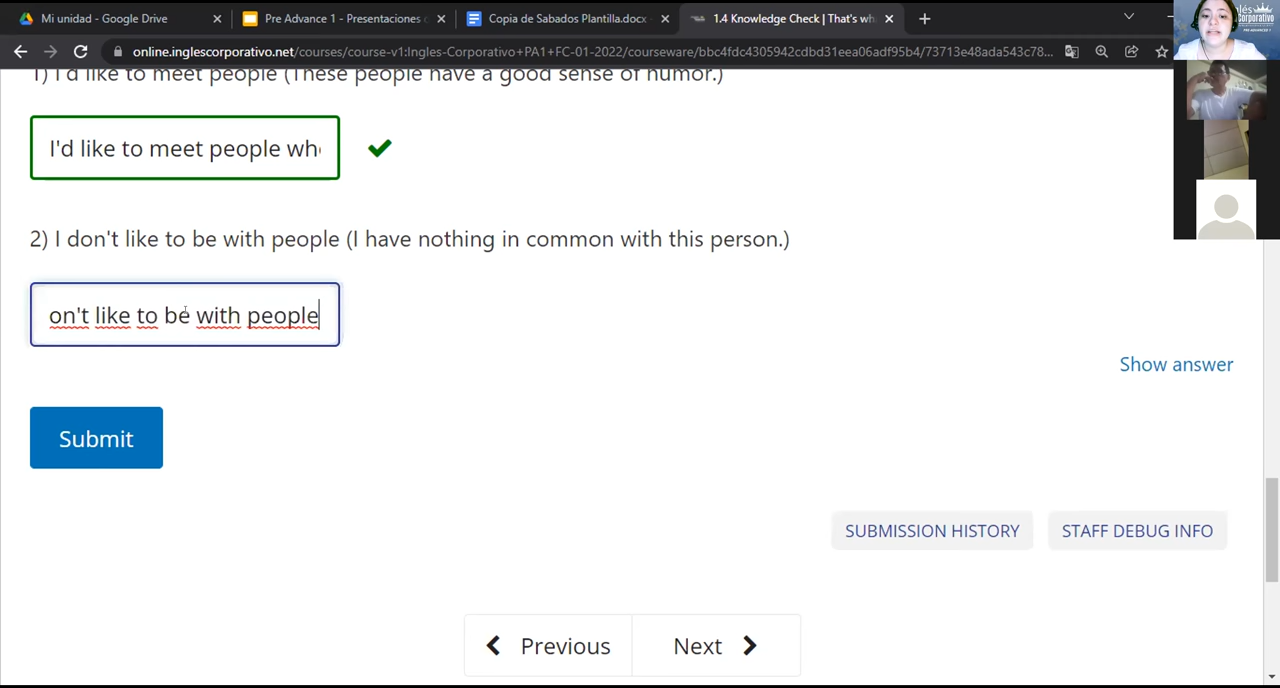 Mi unidad - Google Drive
Pre Advance 1 - Presentaciones
Copia de Sabados Plantilla.docx
1.4 Knowledge Check | That's wh
online.inglescorporativo.net/courses/course-v1:Ingles-Corporativo+PA1+FC-01-2022/courseware/bbc4fdc4305942cdbd31eea06adf95b4/73713e48ada543c78...
1) I'd like to meet people (These people have a good sense of humor.)
I'd like to meet people wh
2) I don't like to be with people (I have nothing in common with this person.)
on't like to be with people
Show answer
Submit
SUBMISSION HISTORY
STAFF DEBUG INFO
Previous
Next